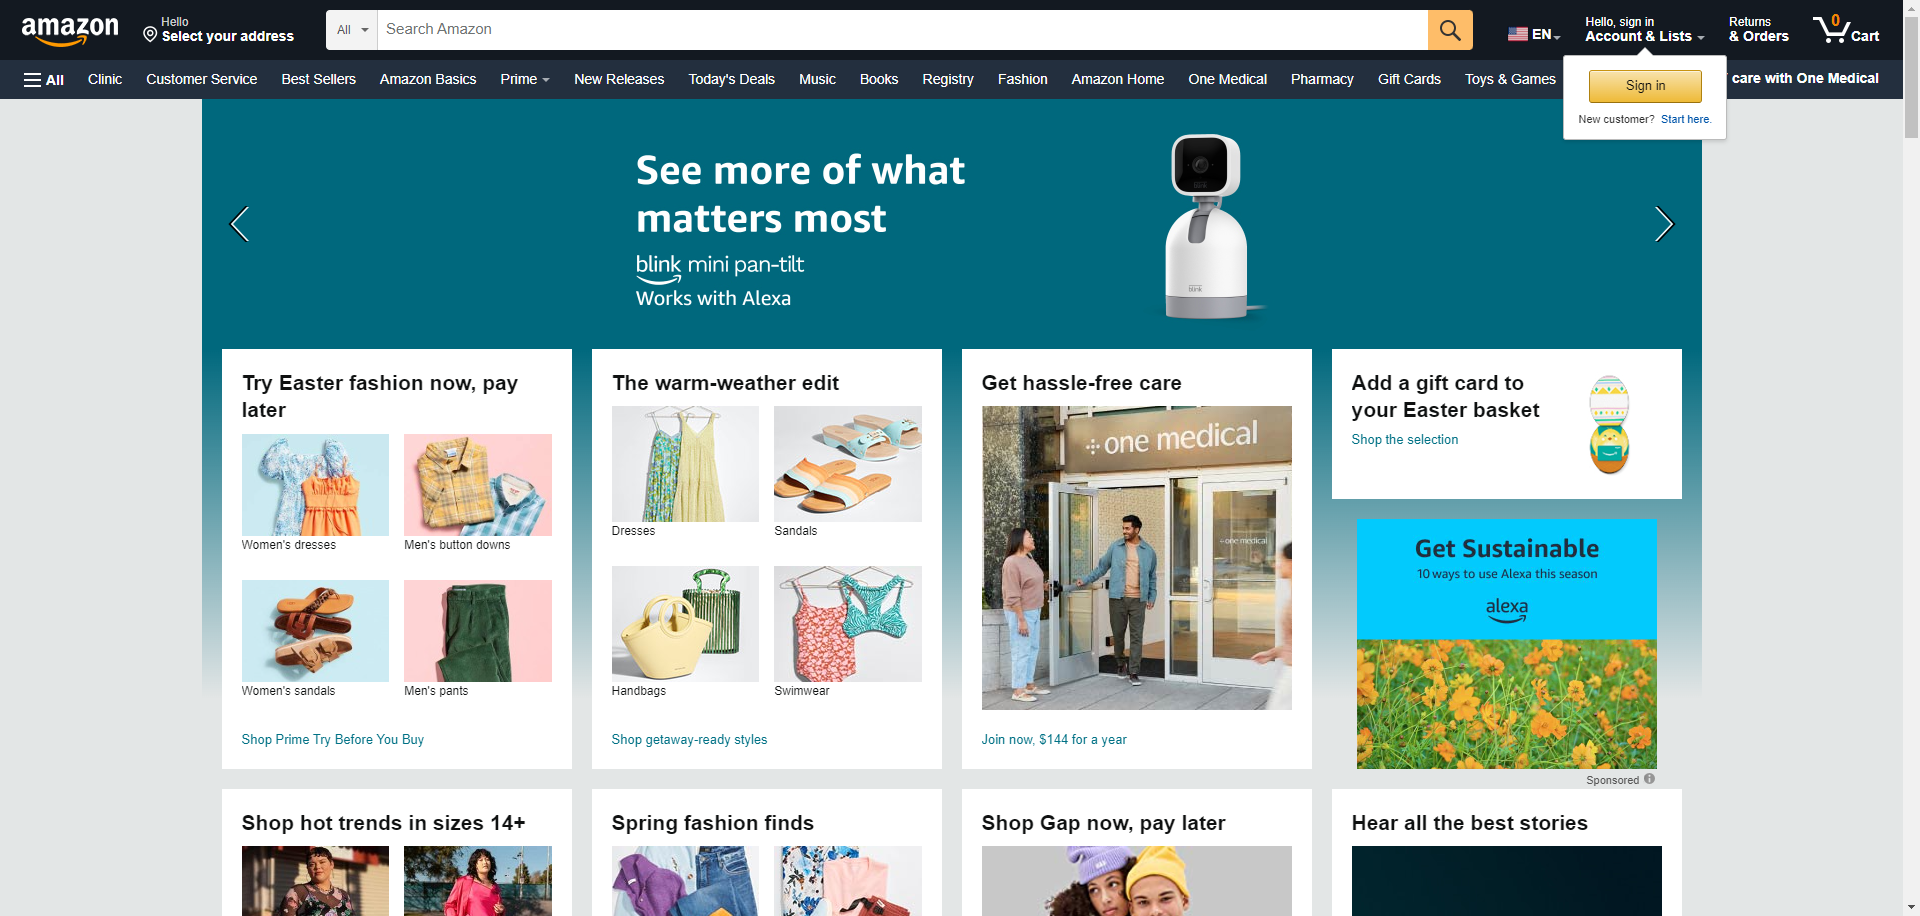 amazon
Hello
Select your address
All
Search Amazon
EN
Hello, sign in
Account & Lists
Returns
& Orders
0
Cart
All
Clinic
Customer Service
Best Sellers
Amazon Basics
Prime
New Releases
Today's Deals
Music
Books
Registry
Fashion
Amazon Home
One Medical
Pharmacy
Gift Cards
Toys & Games
care with One Medical
Sign in
New customer? Start here.
See more of what
matters most
blink mini pan-tilt
Works with Alexa
blink
Try Easter fashion now, pay
later
Women's dresses
Men's button downs
Women's sandals
Men's pants
Shop Prime Try Before You Buy
The warm-weather edit
Dresses
Sandals
Handbags
Swimwear
Shop getaway-ready styles
Get hassle-free care
one medical
one medical
Join now, $144 for a year
Add a gift card to
your Easter basket
Shop the selection
Get Sustainable
10 ways to use Alexa this season
alexa
Sponsored
Shop hot trends in sizes 14+
Spring fashion finds
Shop Gap now, pay later
Hear all the best stories